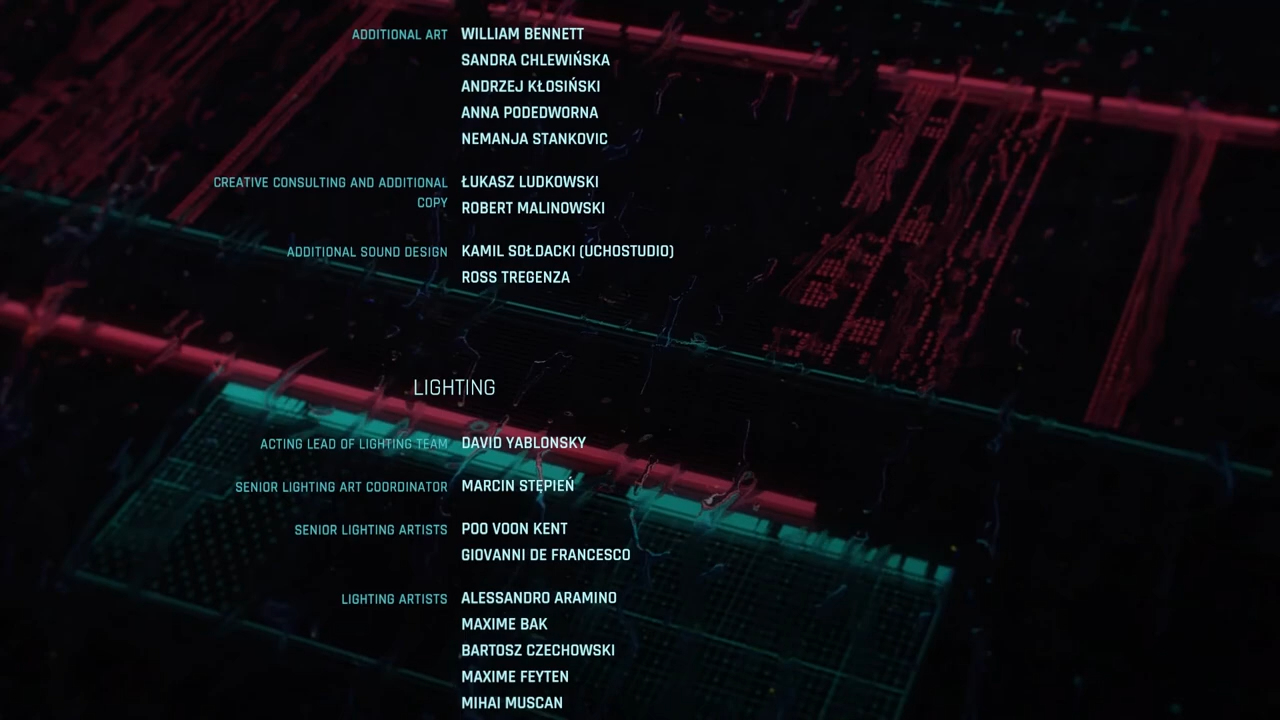 ADDITIONAL ART WILLIAM BENNETT
SANDRA CHLEWIŃSKA
ANDRZEJ KŁOSIŃSKI
ANNA PODEDWORNA
NEMANJA STANKOVIC
CREATIVE CONSULTING AND ADDITIONAL ŁUKASZ LUDKOWSKI
COPY ROBERT MALINOWSKI
ADDITIONAL SOUND DESIGN KAMIL SOŁDACKI (UCHOSTUDIO)
ROSS TREGENZA
LIGHTING
ACTING LEAD OF LIGHTING TEAM DAVID YABLONSKY
SENIOR LIGHTING ART COORDINATOR MARCIN STĘPIEŃ
SENIOR LIGHTING ARTISTS POO VOON KENT
GIOVANNI DE FRANCESCO
LIGHTING ARTISTS ALESSANDRO ARAMINO
MAXIME BAK
BARTOSZ CZECHOWSKI
MAXIME FEYTEN
MIHAI MUSCAN